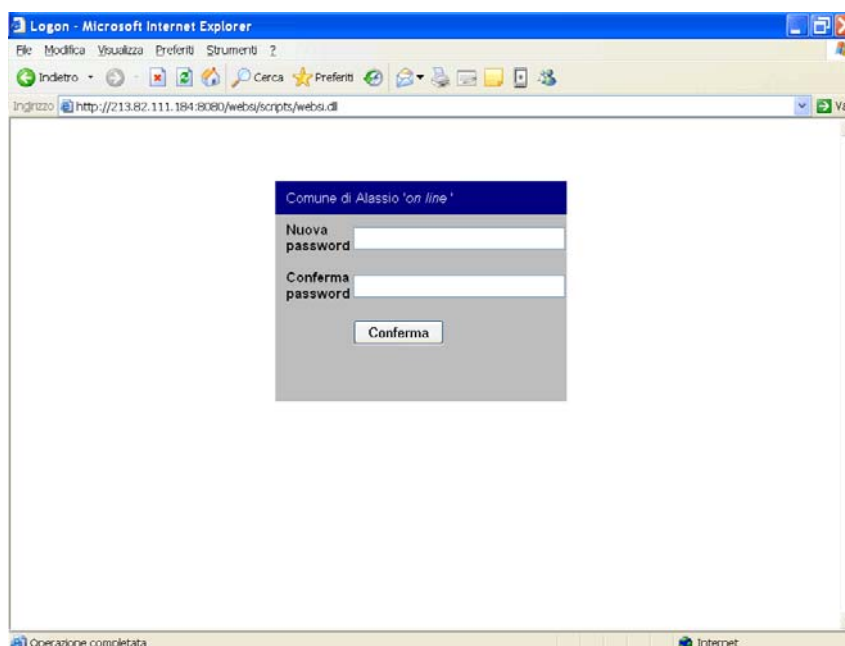 Logon - Microsoft Internet Explorer
File Modifica Visualizza Preferiti Strumenti ?
Indietro Cerca Preferiti
Indirizzo http://213.82.111.184:8080/websi/scripts/websi.dll
Comune di Alassio 'on line '
Nuova
password
Conferma
password
Conferma
Operazione completata Internet